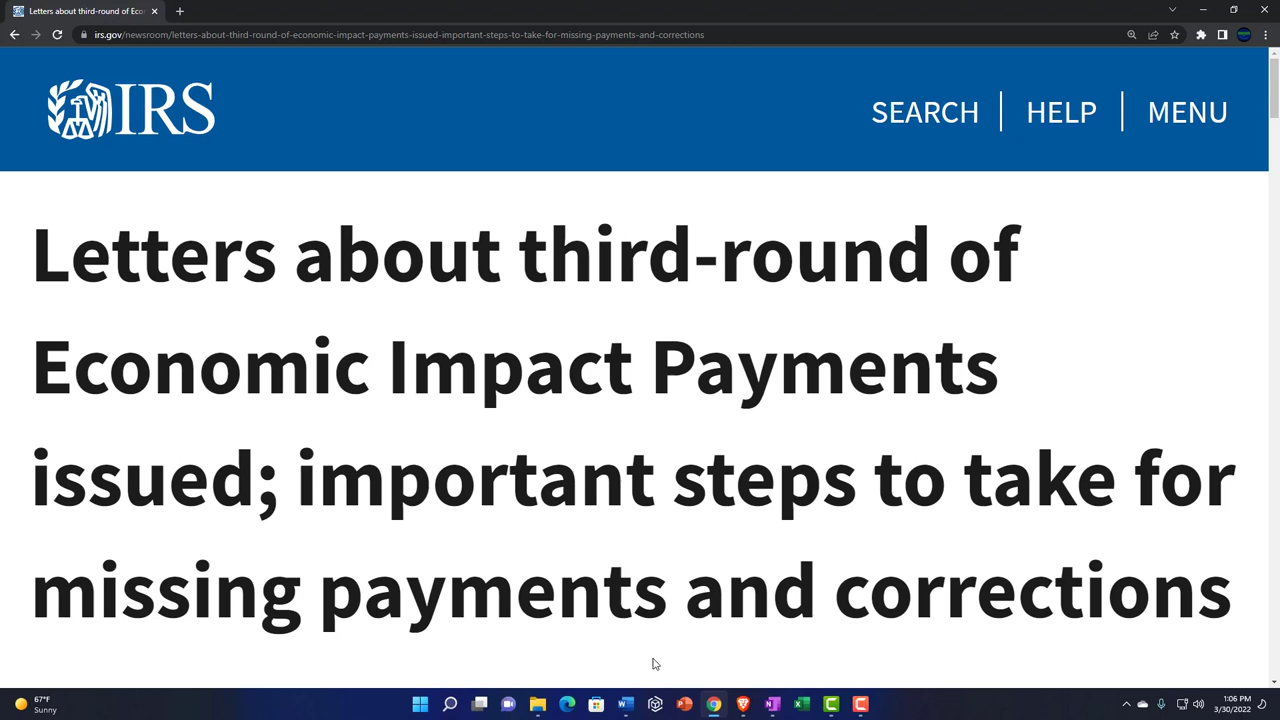 Letters about third-round of Eco
irs.gov/newsroom/letters-about-third-round-of-economic-impact-payments-issued-important-steps-to-take-for-missing-payments-and-corrections
IRS
SEARCH
HELP
MENU
Letters about third-round of
Economic Impact Payments
issued; important steps to take for
missing payments and corrections
67°F
Sunny
1:06 PM
3/30/2022